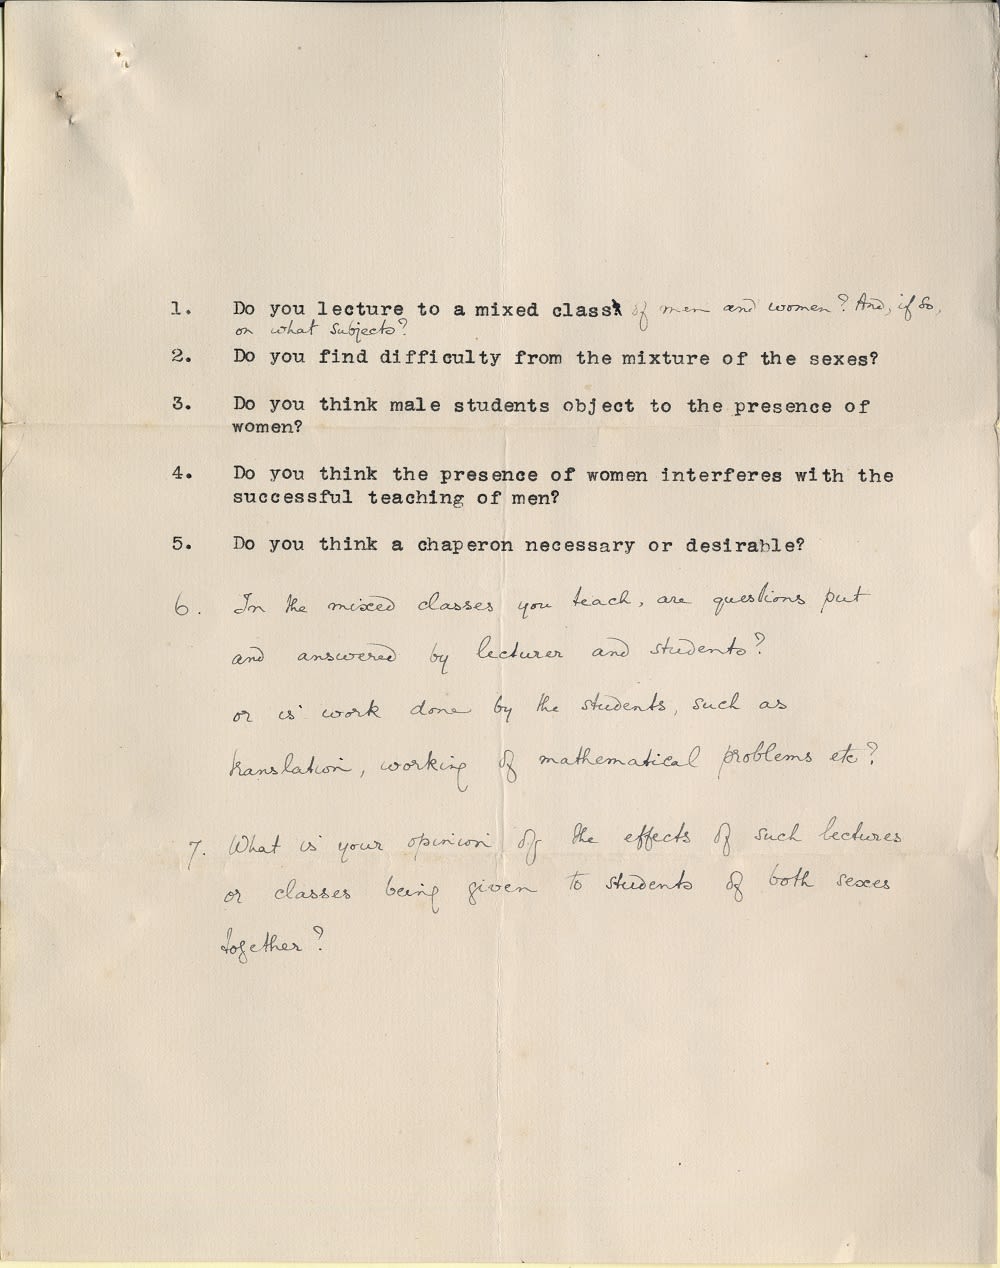 1. Do you lecture to a mixed class of men and women? And, if so,
on what subjects?
2. Do you find difficulty from the mixture of the sexes?
3. Do you think male students object to the presence of
women?
4. Do you think the presence of women interferes with the
successful teaching of men?
5. Do you think a chaperon necessary or desirable?
6. In the mixed classes you teach, are questions put
and answered by lecturer and students?
or is work done by the students, such as
translation, working of mathematical problems etc?
7. What is your opinion of the effects of such lectures
or classes being given to students of both sexes
together?